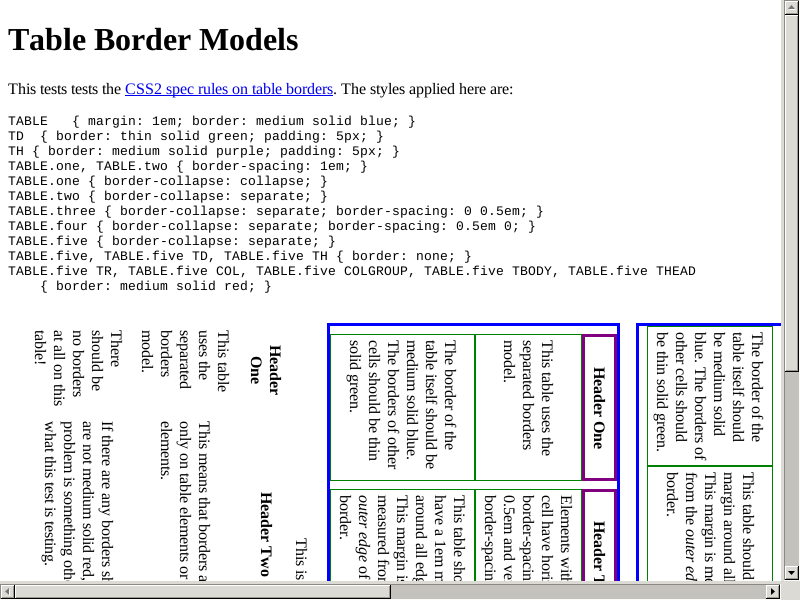 Table Border Models
This tests tests the CSS2 spec rules on table borders. The styles applied here are:
TABLE   { margin: 1em; border: medium solid blue; }
TD  { border: thin solid green; padding: 5px; }
TH { border: medium solid purple; padding: 5px; }
TABLE.one, TABLE.two { border-spacing: 1em; }
TABLE.one { border-collapse: collapse; }
TABLE.two { border-collapse: separate; }
TABLE.three { border-collapse: separate; border-spacing: 0 0.5em; }
TABLE.four { border-collapse: separate; border-spacing: 0.5em 0; }
TABLE.five { border-collapse: separate; }
TABLE.five, TABLE.five TD, TABLE.five TH { border: none; }
TABLE.five TR, TABLE.five COL, TABLE.five COLGROUP, TABLE.five TBODY, TABLE.five THEAD
    { border: medium solid red; }
The border of the
table itself should
be medium solid
blue. The borders of
other cells should
be thin solid green.
This table should
margin around all
This margin is
from the outer
border.
Header One
This table uses the
separated borders
model.
The border of the
table itself should be
medium solid blue.
The borders of other
cells should be thin
solid green.
Header
Elements
cell have
border-
0.5em and
border-
This table
have a 1em
around all
This margin
measured
outer edge of
border.
This is
Header
One
Header Two
This table
uses the
separated
borders
model.
This means that borders
only on table elements or
elements.
There
should be
no borders
at all on this
table!
If there are any borders
are not medium solid red,
problem is something
what this test is testing.